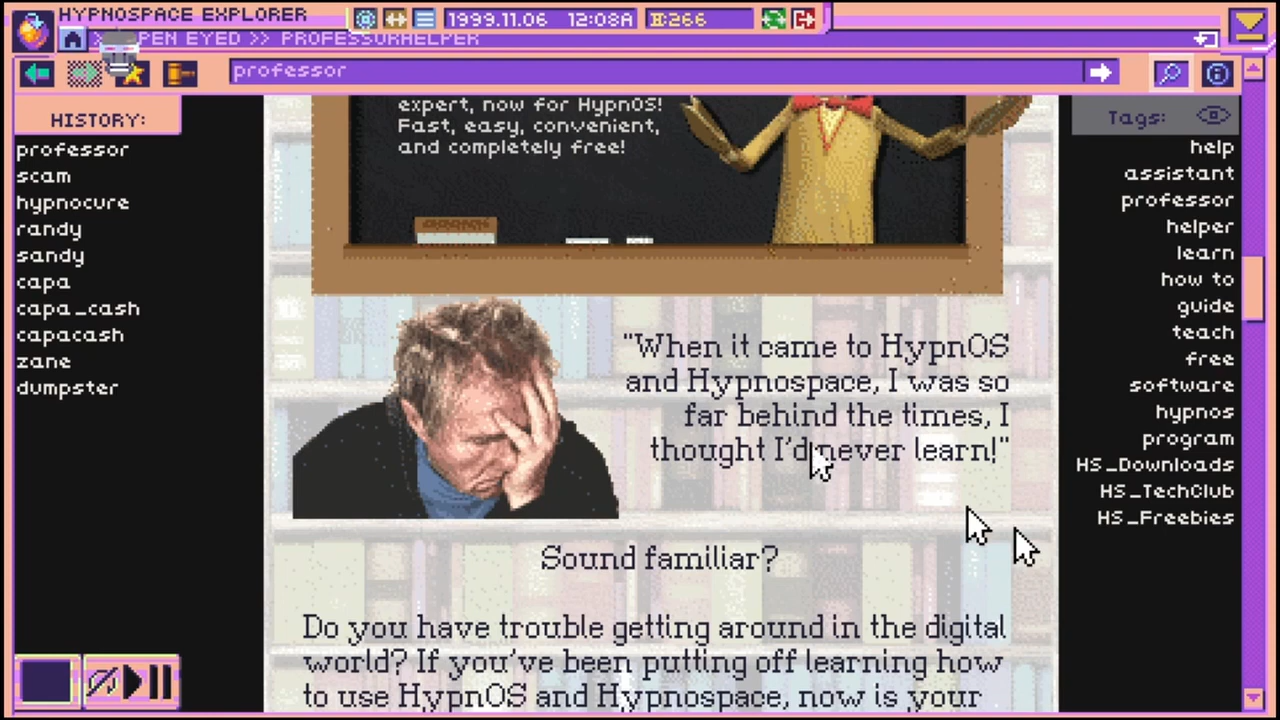 HYPNOSPACE EXPLORER
1999.11.06 12:08A
266
PEN EYED >> PROFESSORHELPER
professor
HISTORY:
professor
scam
hypnocure
randy
sandy
capa
capa_cash
capacash
zane
dumpster
expert, now for HypnOS!
Fast, easy, convenient,
and completely free!
"When it came to HypnOS
and Hypnospace, I was so
far behind the times, I
thought I'd never learn!"
Sound familiar?
Do you have trouble getting around in the digital
world? If you've been putting off learning how
to use HypnOS and Hypnospace, now is your
Tags:
help
assistant
professor
helper
learn
how to
guide
teach
free
software
hypnos
program
HS_Downloads
HS_TechClub
HS_Freebies